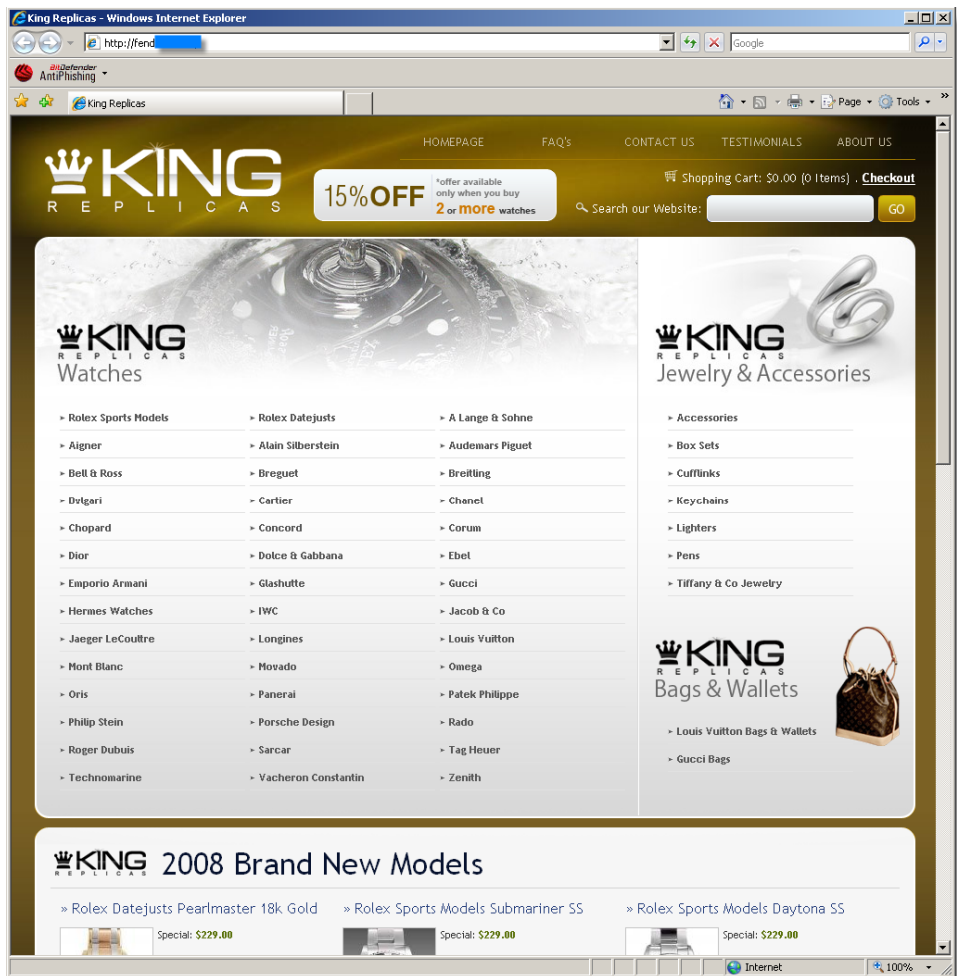 King Replicas - Windows Internet Explorer
http://fend
Google
BitDefender
AntiPhishing
King Replicas
Page
Tools
HOMEPAGE FAQ's CONTACT US TESTIMONIALS ABOUT US
KING
REPLICAS
15%OFF
*offer available
only when you buy
2 or more watches
Shopping Cart: $0.00 (0 Items) . Checkout
Search our Website:
GO
KING
REPLICAS
Watches
Rolex Sports Models Rolex Datejusts A Lange & Sohne
Aigner Alain Silberstein Audemars Piguet
Bell & Ross Breguet Breitling
Bvlgari Cartier Chanel
Chopard Concord Corum
Dior Dolce & Gabbana Ebel
Emporio Armani Glashutte Gucci
Hermes Watches IWC Jacob & Co
Jaeger LeCoultre Longines Louis Vuitton
Mont Blanc Movado Omega
Oris Panerai Patek Philippe
Philip Stein Porsche Design Rado
Roger Dubuis Sarcar Tag Heuer
Technomarine Vacheron Constantin Zenith
KING
REPLICAS
Jewelry & Accessories
Accessories
Box Sets
Cufflinks
Keychains
Lighters
Pens
Tiffany & Co Jewelry
KING
REPLICAS
Bags & Wallets
Louis Vuitton Bags & Wallets
Gucci Bags
KING
REPLICAS
2008 Brand New Models
» Rolex Datejusts Pearlmaster 18k Gold » Rolex Sports Models Submariner SS » Rolex Sports Models Daytona SS
Special: $229.00 Special: $229.00 Special: $229.00
Internet
100%